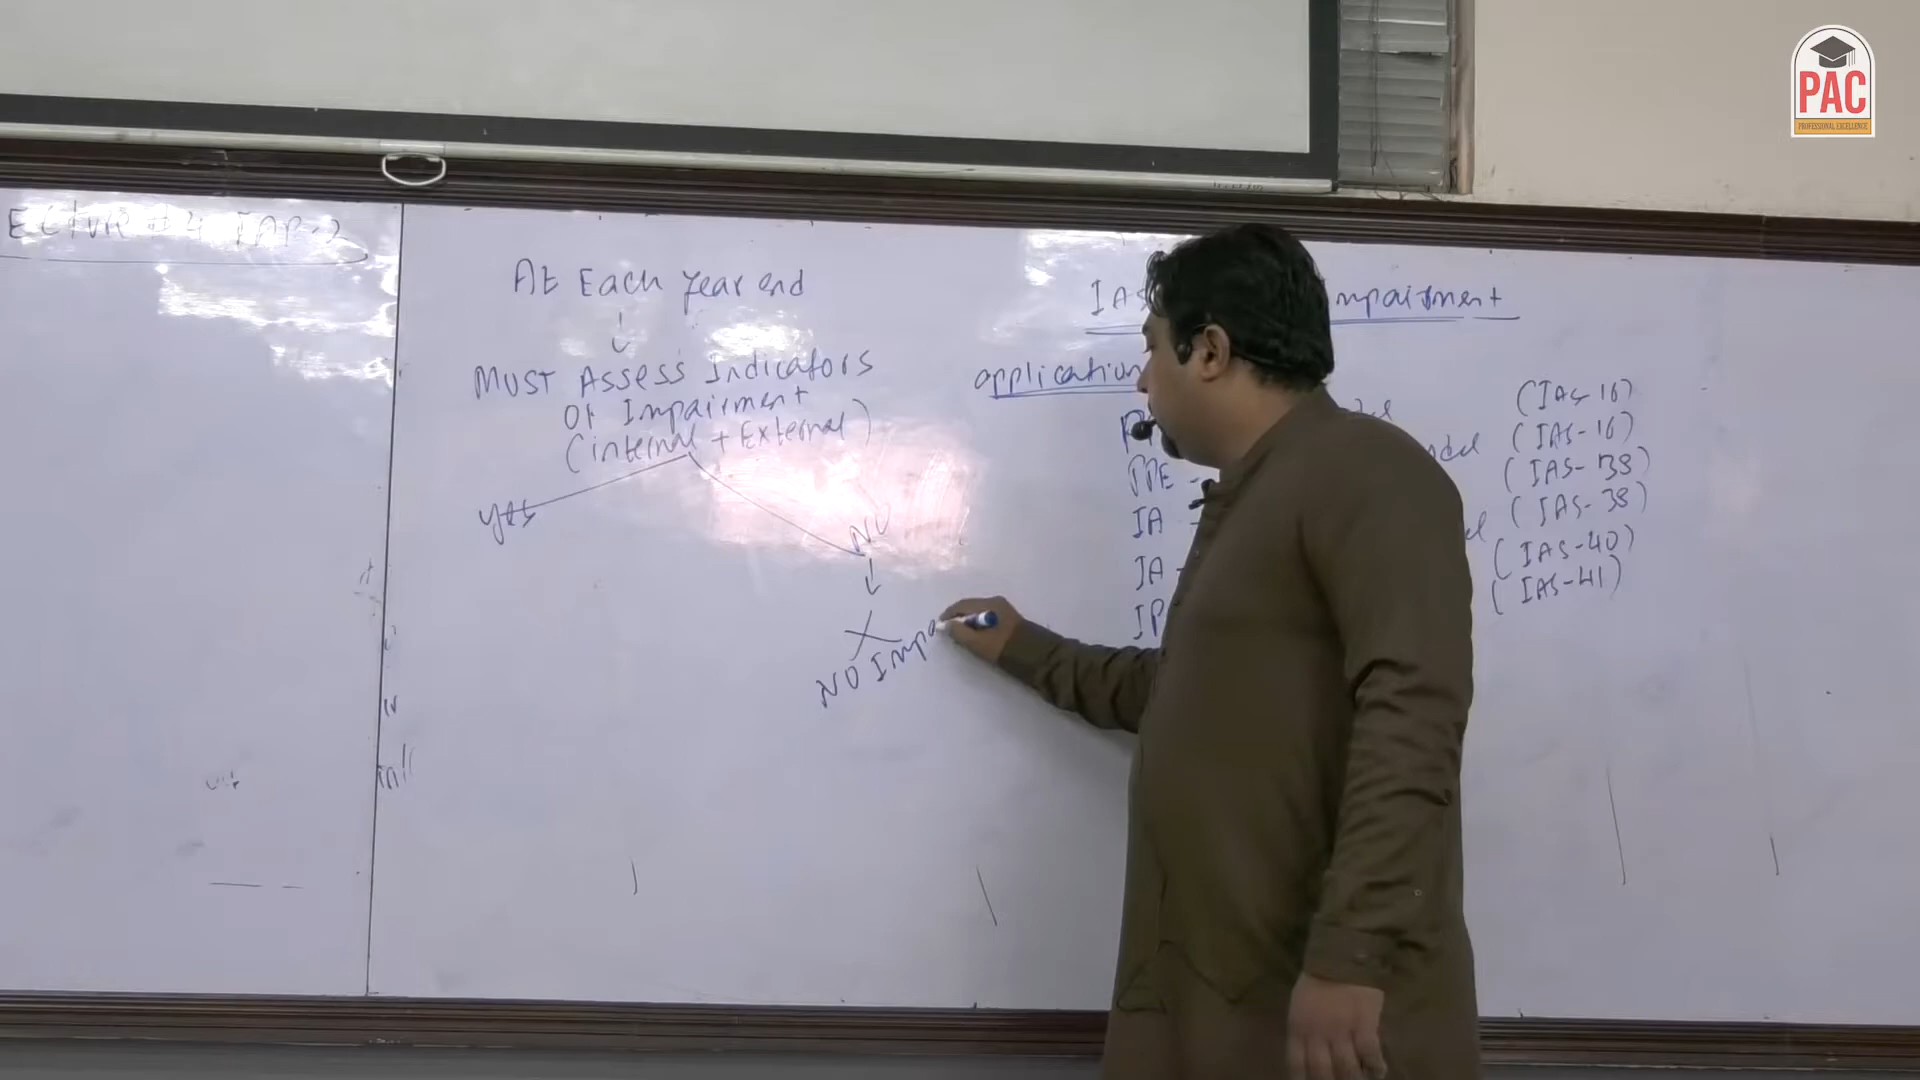 At Each year end
Must Assess Indicators
Of Impairment
(internal + External)
yes
NO
NO Impa
IAS
application
PPE -
IA -
IA -
IP
(IAS-16)
(IAS-16)
(IAS-38)
(IAS-38)
(IAS-40)
(IAS-41)
PAC
PROFESSIONAL EXCELLENCE